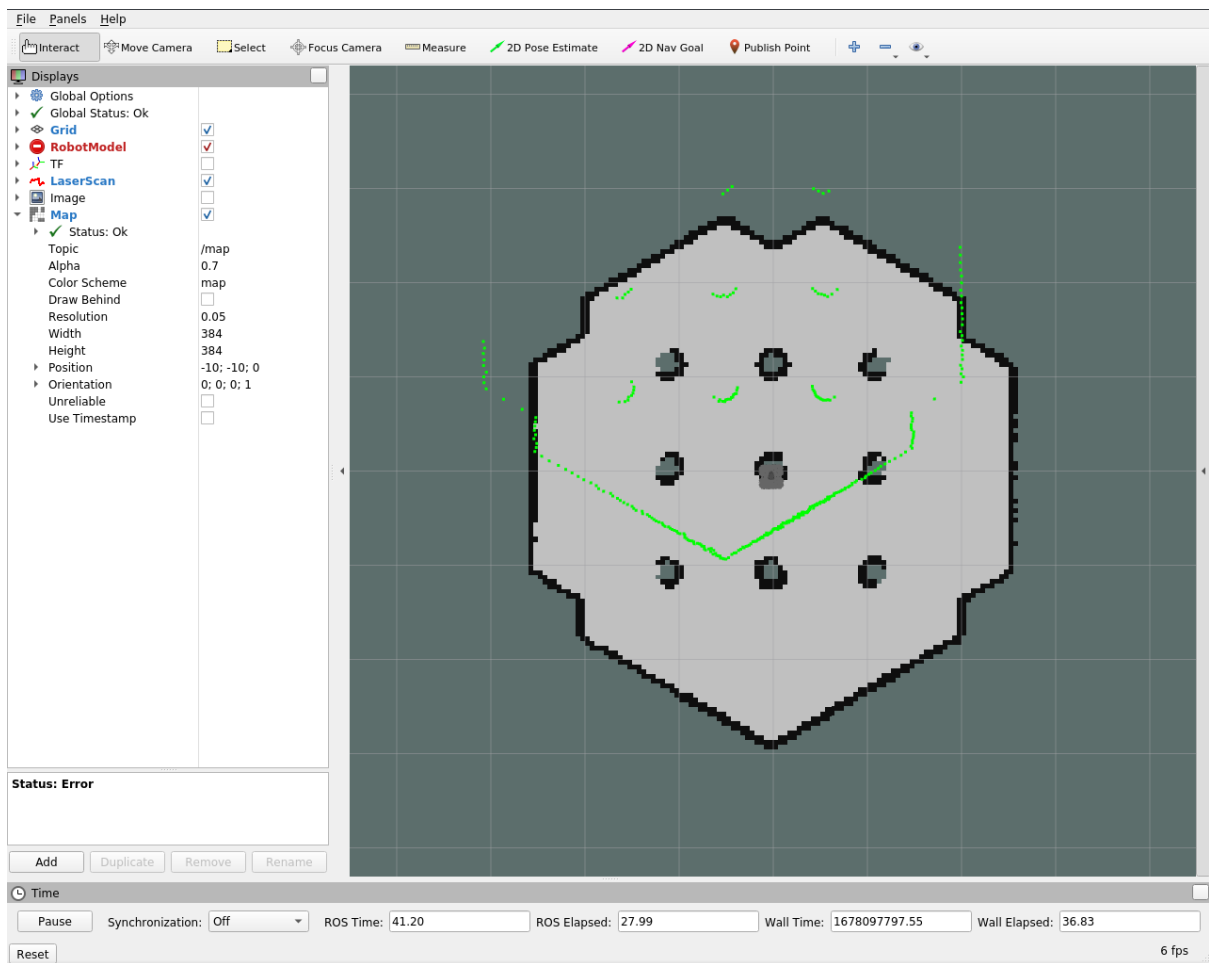 File Panels Help
Interact Move Camera Select Focus Camera Measure 2D Pose Estimate 2D Nav Goal Publish Point
Displays
Global Options
Global Status: Ok
Grid
RobotModel
TF
LaserScan
Image
Map
Status: Ok
Topic /map
Alpha 0.7
Color Scheme map
Draw Behind
Resolution 0.05
Width 384
Height 384
Position -10; -10; 0
Orientation 0; 0; 0; 1
Unreliable
Use Timestamp
Status: Error
Add Duplicate Remove Rename
Time
Pause Synchronization: Off ROS Time: 41.20 ROS Elapsed: 27.99 Wall Time: 1678097797.55 Wall Elapsed: 36.83
Reset 6 fps